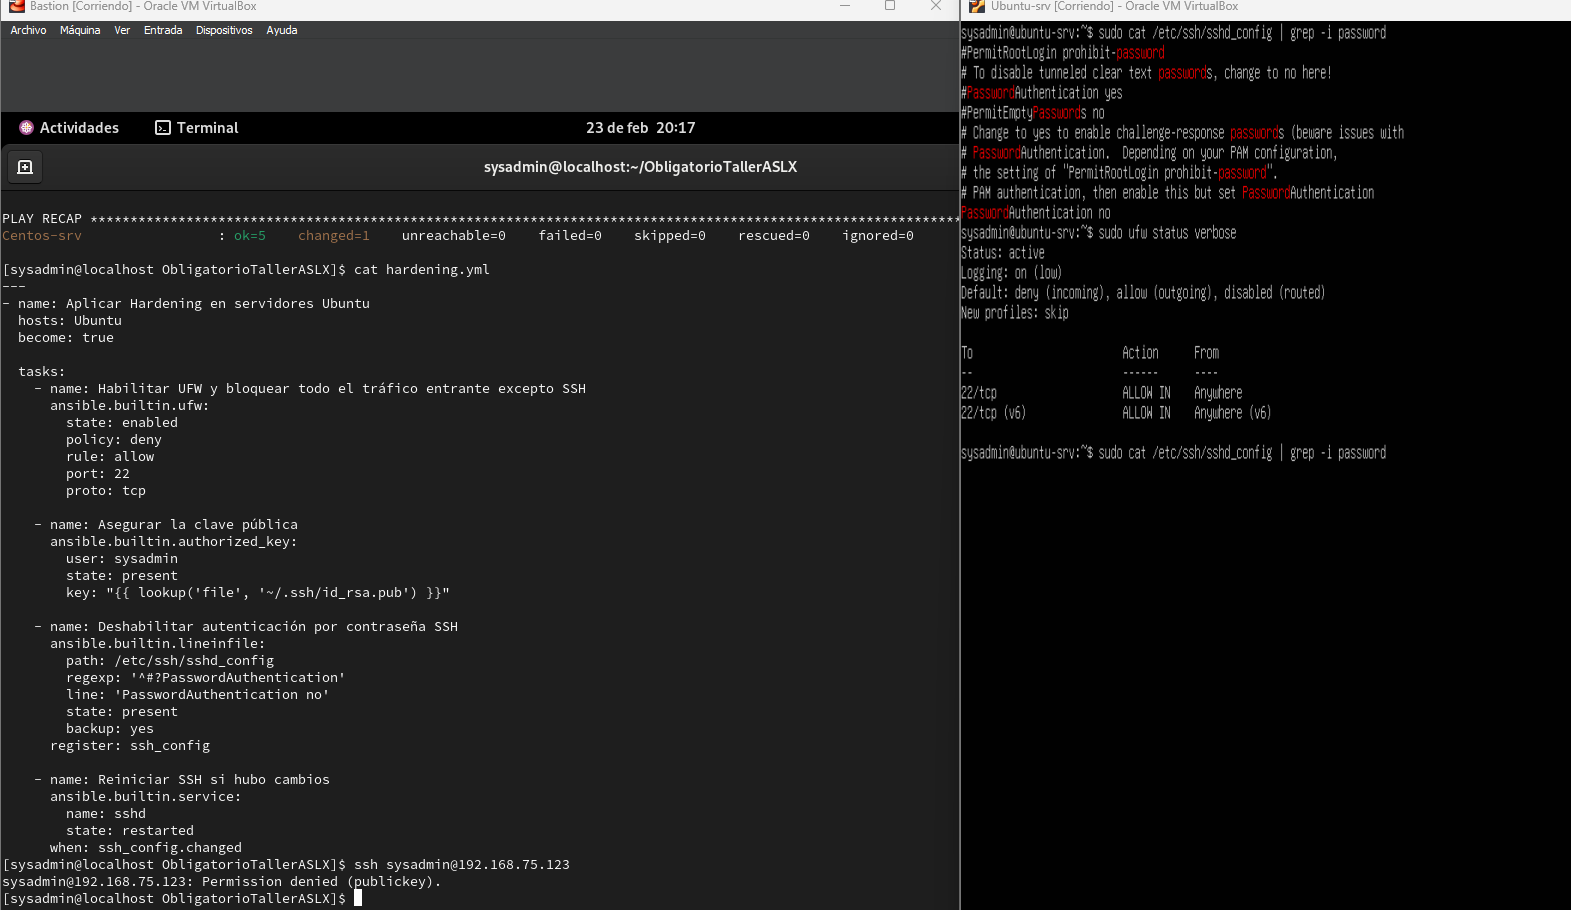 Bastion [Corriendo] - Oracle VM VirtualBox
Archivo Máquina Ver Entrada Dispositivos Ayuda
Actividades Terminal 23 de feb 20:17
sysadmin@localhost:~/ObligatorioTallerASLX
PLAY RECAP *************************************************************************************************************
Centos-srv : ok=5 changed=1 unreachable=0 failed=0 skipped=0 rescued=0 ignored=0
[sysadmin@localhost ObligatorioTallerASLX]$ cat hardening.yml
---
- name: Aplicar Hardening en servidores Ubuntu
  hosts: Ubuntu
  become: true
  tasks:
    - name: Habilitar UFW y bloquear todo el tráfico entrante excepto SSH
      ansible.builtin.ufw:
        state: enabled
        policy: deny
        rule: allow
        port: 22
        proto: tcp
    - name: Asegurar la clave pública
      ansible.builtin.authorized_key:
        user: sysadmin
        state: present
        key: "{{ lookup('file', '~/.ssh/id_rsa.pub') }}"
    - name: Deshabilitar autenticación por contraseña SSH
      ansible.builtin.lineinfile:
        path: /etc/ssh/sshd_config
        regexp: '^#?PasswordAuthentication'
        line: 'PasswordAuthentication no'
        state: present
        backup: yes
      register: ssh_config
    - name: Reiniciar SSH si hubo cambios
      ansible.builtin.service:
        name: sshd
        state: restarted
      when: ssh_config.changed
[sysadmin@localhost ObligatorioTallerASLX]$ ssh sysadmin@192.168.75.123
sysadmin@192.168.75.123: Permission denied (publickey).
[sysadmin@localhost ObligatorioTallerASLX]$
Ubuntu-srv [Corriendo] - Oracle VM VirtualBox
sysadmin@ubuntu-srv:~$ sudo cat /etc/ssh/sshd_config | grep -i password
#PermitRootLogin prohibit-password
# To disable tunneled clear text passwords, change to no here!
#PasswordAuthentication yes
#PermitEmptyPasswords no
# Change to yes to enable challenge-response passwords (beware issues with
# PasswordAuthentication.  Depending on your PAM configuration,
# the setting of "PermitRootLogin prohibit-password".
# PAM authentication, then enable this but set PasswordAuthentication
PasswordAuthentication no
sysadmin@ubuntu-srv:~$ sudo ufw status verbose
Status: active
Logging: on (low)
Default: deny (incoming), allow (outgoing), disabled (routed)
New profiles: skip
To Action From
-- ------ ----
22/tcp ALLOW IN Anywhere
22/tcp (v6) ALLOW IN Anywhere (v6)
sysadmin@ubuntu-srv:~$ sudo cat /etc/ssh/sshd_config | grep -i password